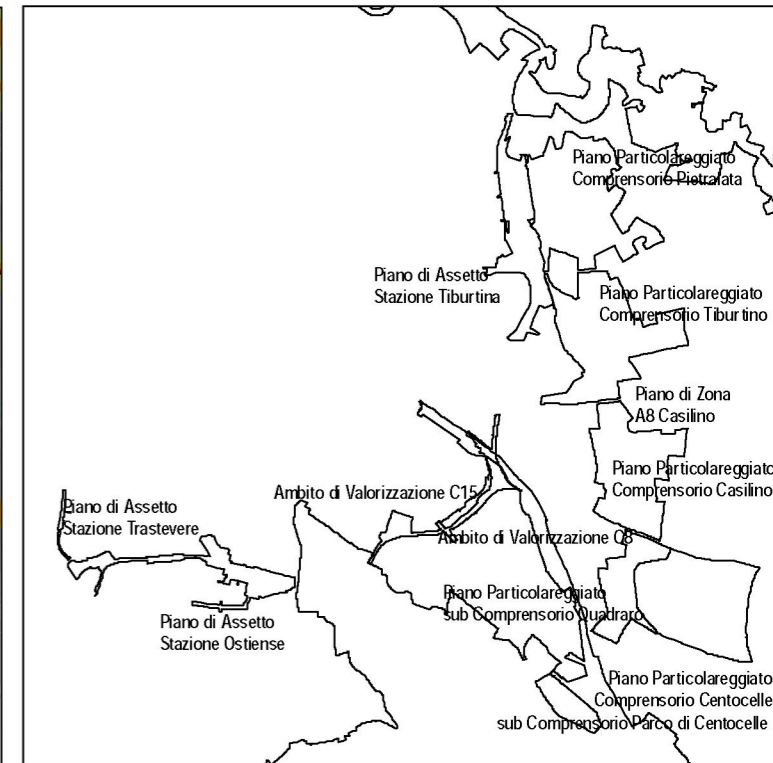 Piano Particolareggiato
Comprensorio Pietralata
Piano di Assetto
Stazione Tiburtina
Piano Particolareggiato
Comprensorio Tiburtino
Piano di Zona
A8 Casilino
Piano Particolareggiato
Comprensorio Casilino
Ambito di Valorizzazione C15
Piano di Assetto
Stazione Trastevere
Ambito di Valorizzazione C8
Piano Particolareggiato
sub Comprensorio Quadraro
Piano di Assetto
Stazione Ostiense
Piano Particolareggiato
Comprensorio Centocelle
sub Comprensorio Parco di Centocelle